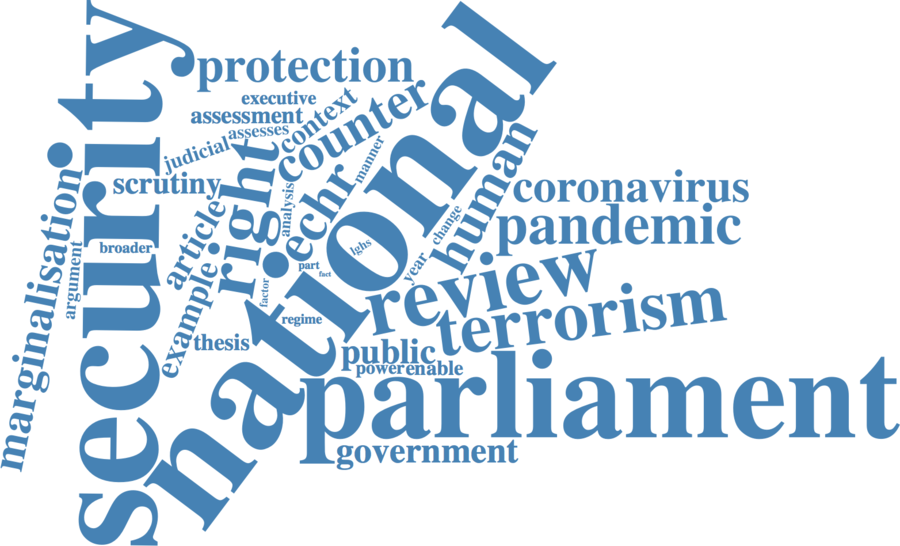 security
national
parliament
protection
executive
assessment
assesses
context
counter
judicial
scrutiny
right
manner
analysis
echr
human
coronavirus
pandemic
marginalisation
argument
broader
article
example
factor
part
fact
lghs
change
year
review
regime
terrorism
thesis
public
power
enable
government